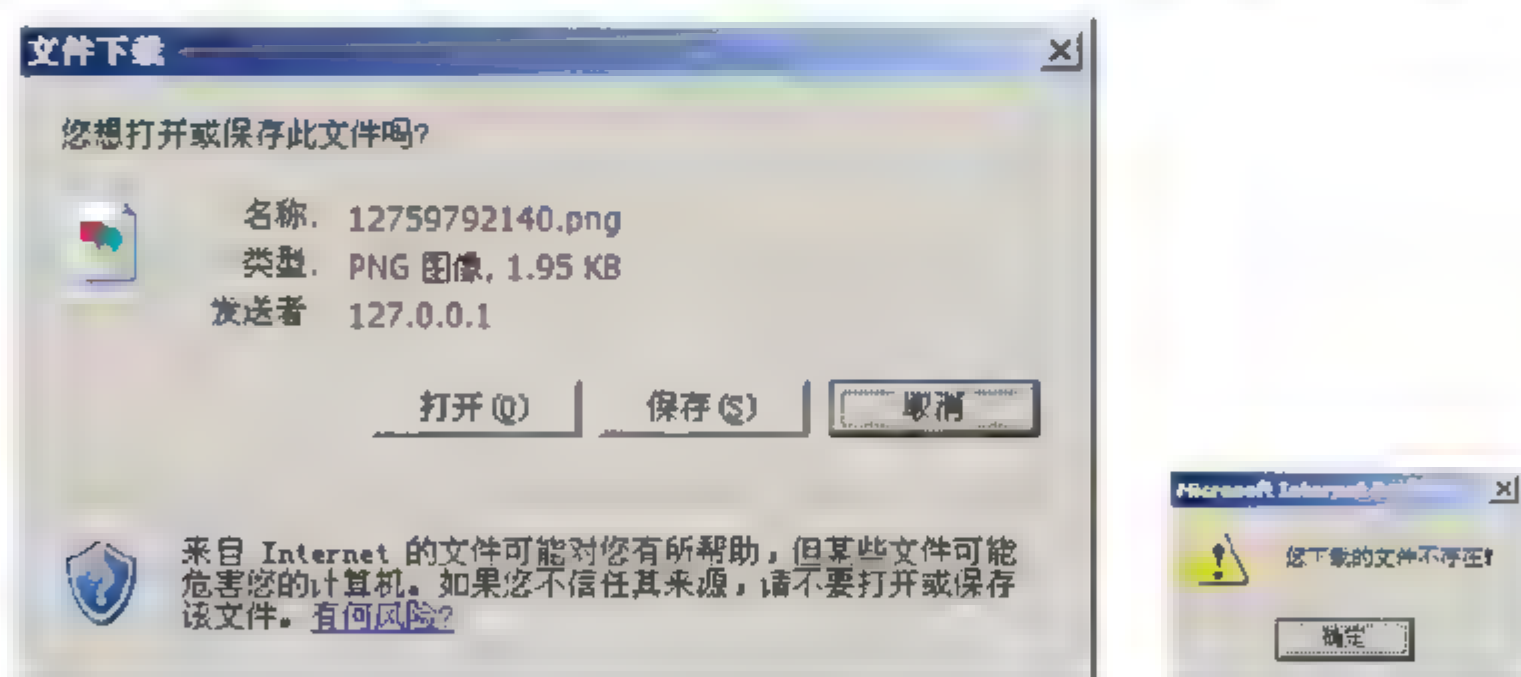 文件下载
您想打开或保存此文件吗?
名称. 12759792140.png
类型. PNG 图像, 1.95 KB
发送者 127.0.0.1
打开(O) 保存(S) 取消
来自 Internet 的文件可能对您有所帮助,但某些文件可能
危害您的计算机。如果您不信任其来源,请不要打开或保存
该文件。有何风险?
Microsoft Internet
您下载的文件不存在!
确定